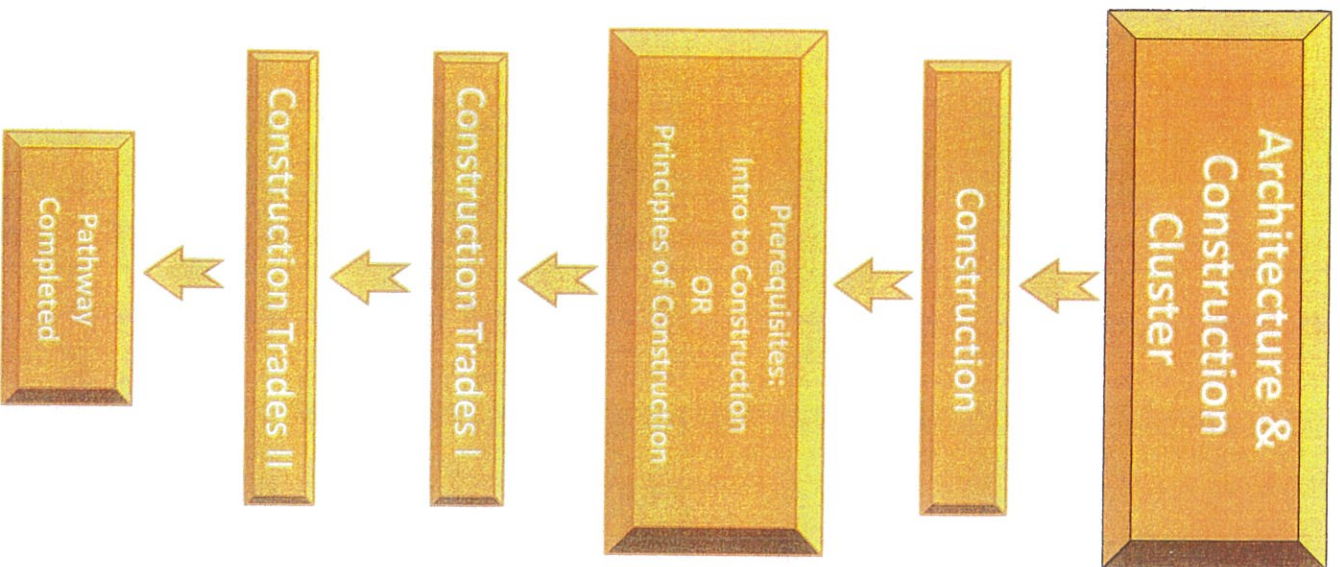 Architecture &
Construction
Cluster
Construction
Prerequisites:
Intro to Construction
OR
Principles of Construction
Construction Trades I
Construction Trades II
Pathway
Completed